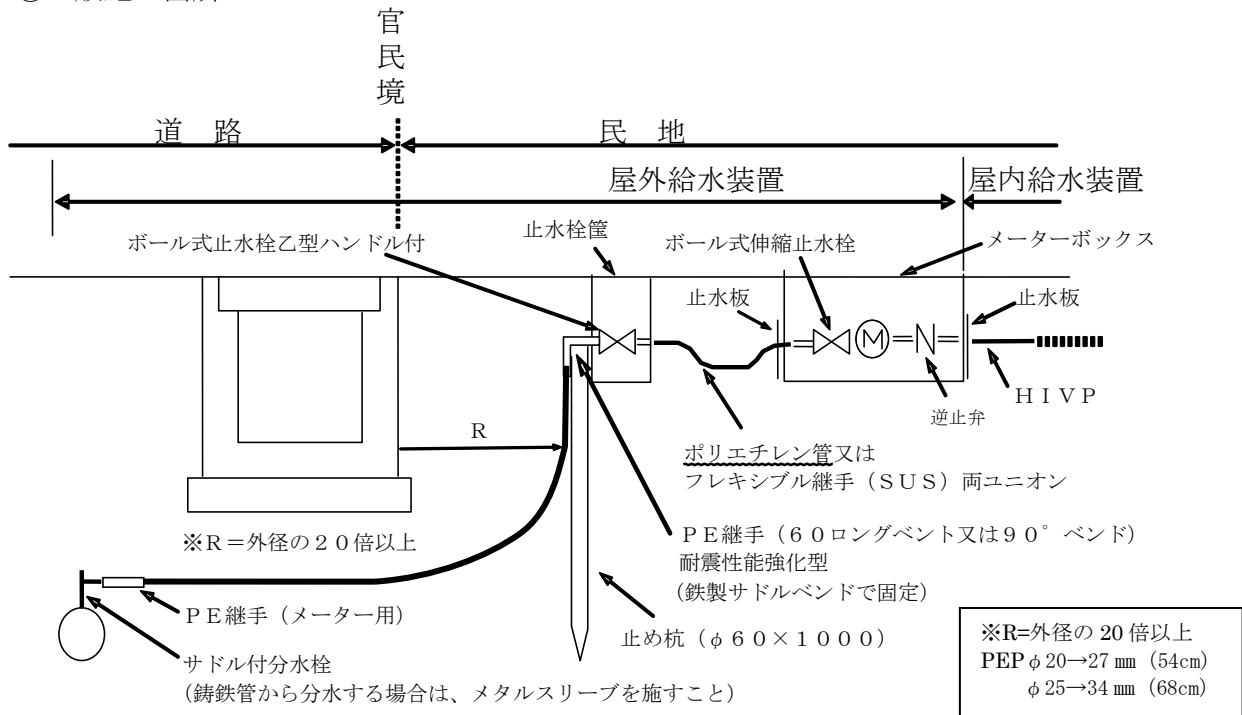 官民境
道 路
民 地
屋外給水装置
屋内給水装置
ボール式止水栓乙型ハンドル付
止水栓筐
ボール式伸縮止水栓
メーターボックス
止水板
止水板
M
HIVP
逆止弁
R
ポリエチレン管又は
フレキシブル継手(SUS)両ユニオン
※R=外径の20倍以上
PE継手(60ロングベント又は90°ベンド)
耐震性能強化型
(鉄製サドルベンドで固定)
PE継手(メーター用)
止め杭(φ60×1000)
サドル付分水栓
(鋳鉄管から分水する場合は、メタルスリーブを施すこと)
※R=外径の20倍以上
PEPφ20→27㎜(54cm)
φ25→34㎜(68cm)